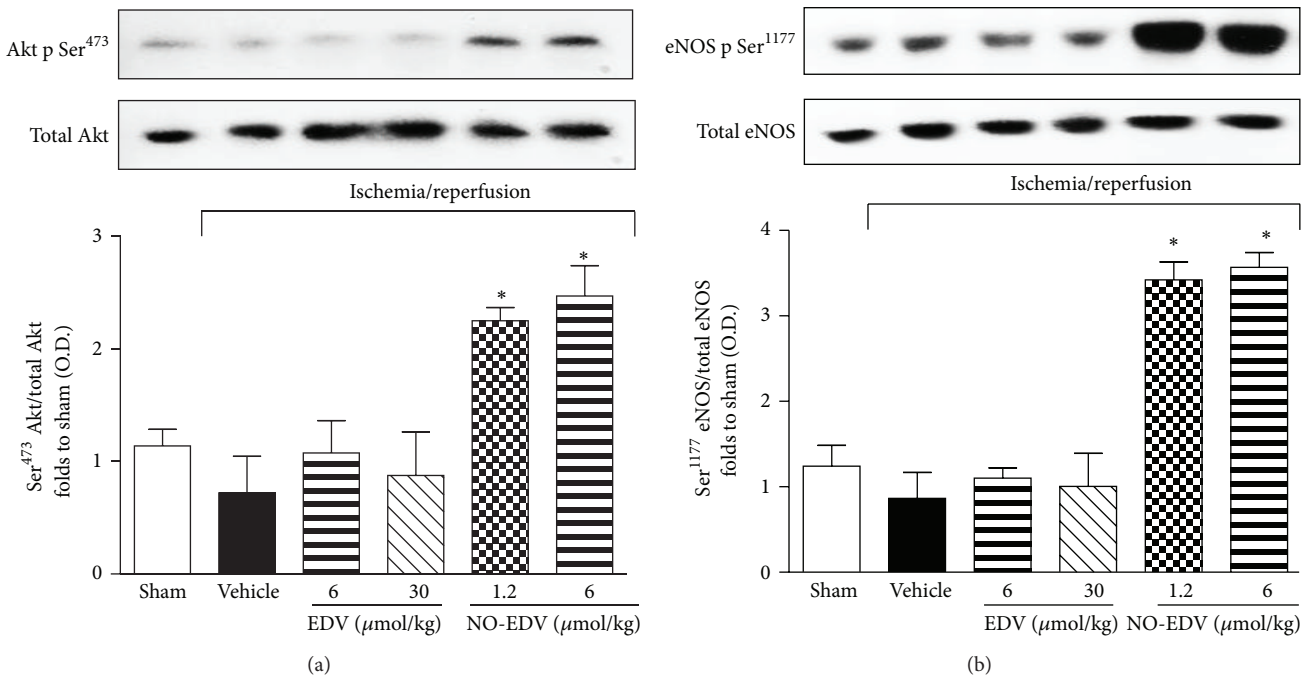 Akt p Ser473
Total Akt
Ischemia/reperfusion
3
2
1
0
Ser473 Akt/total Akt
folds to sham (O.D.)
*
*
Sham Vehicle 6 30 1.2 6
EDV (μmol/kg) NO-EDV (μmol/kg)
(a)
eNOS p Ser1177
Total eNOS
Ischemia/reperfusion
4
3
2
1
0
Ser1177 eNOS/total eNOS
folds to sham (O.D.)
*
*
Sham Vehicle 6 30 1.2 6
EDV (μmol/kg) NO-EDV (μmol/kg)
(b)